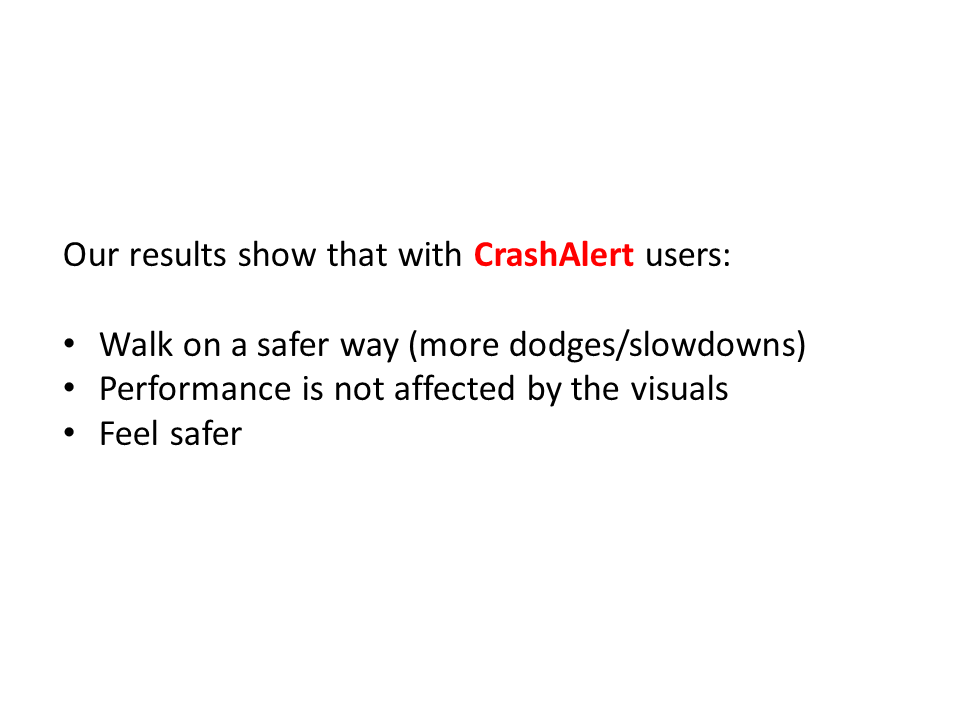 Our results show that with CrashAlert users:
• Walk on a safer way (more dodges/slowdowns)
• Performance is not affected by the visuals
• Feel safer